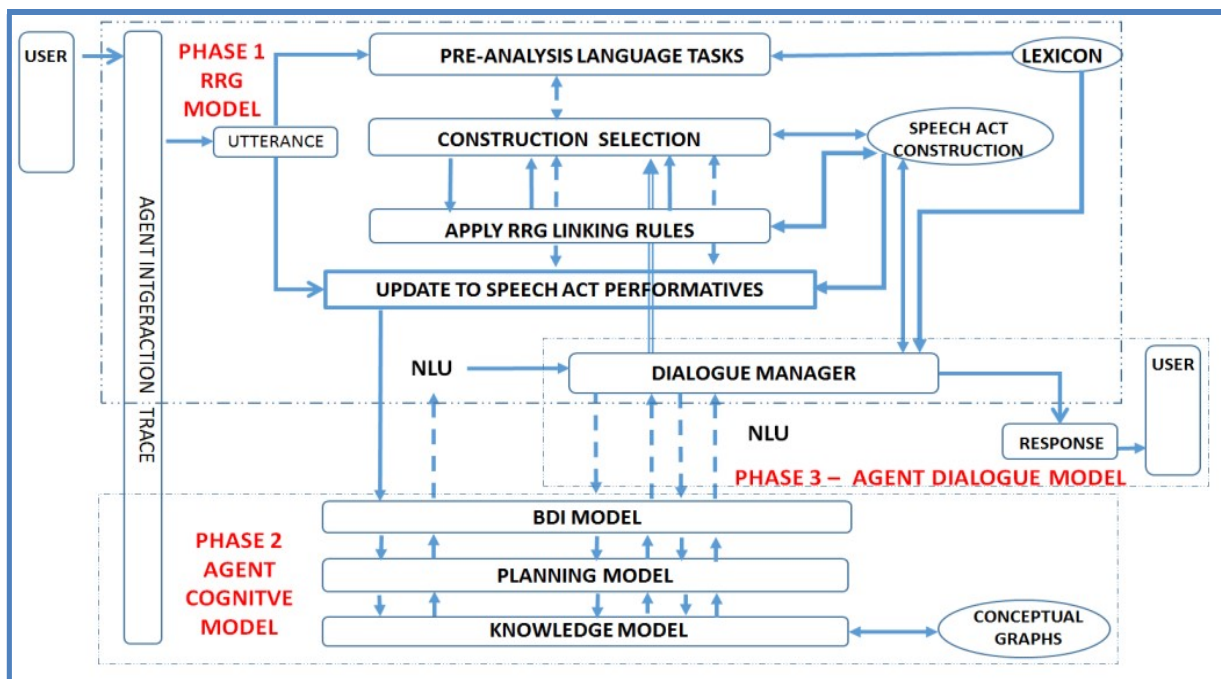 USER
PHASE 1
RRG
MODEL
PRE-ANALYSIS LANGUAGE TASKS
LEXICON
UTTERANCE
CONSTRUCTION SELECTION
SPEECH ACT
CONSTRUCTION
AGENT INTGERACTION TRACE
APPLY RRG LINKING RULES
UPDATE TO SPEECH ACT PERFORMATIVES
NLU
DIALOGUE MANAGER
USER
NLU
RESPONSE
PHASE 3 – AGENT DIALOGUE MODEL
BDI MODEL
PHASE 2
AGENT
COGNITVE
MODEL
PLANNING MODEL
KNOWLEDGE MODEL
CONCEPTUAL
GRAPHS